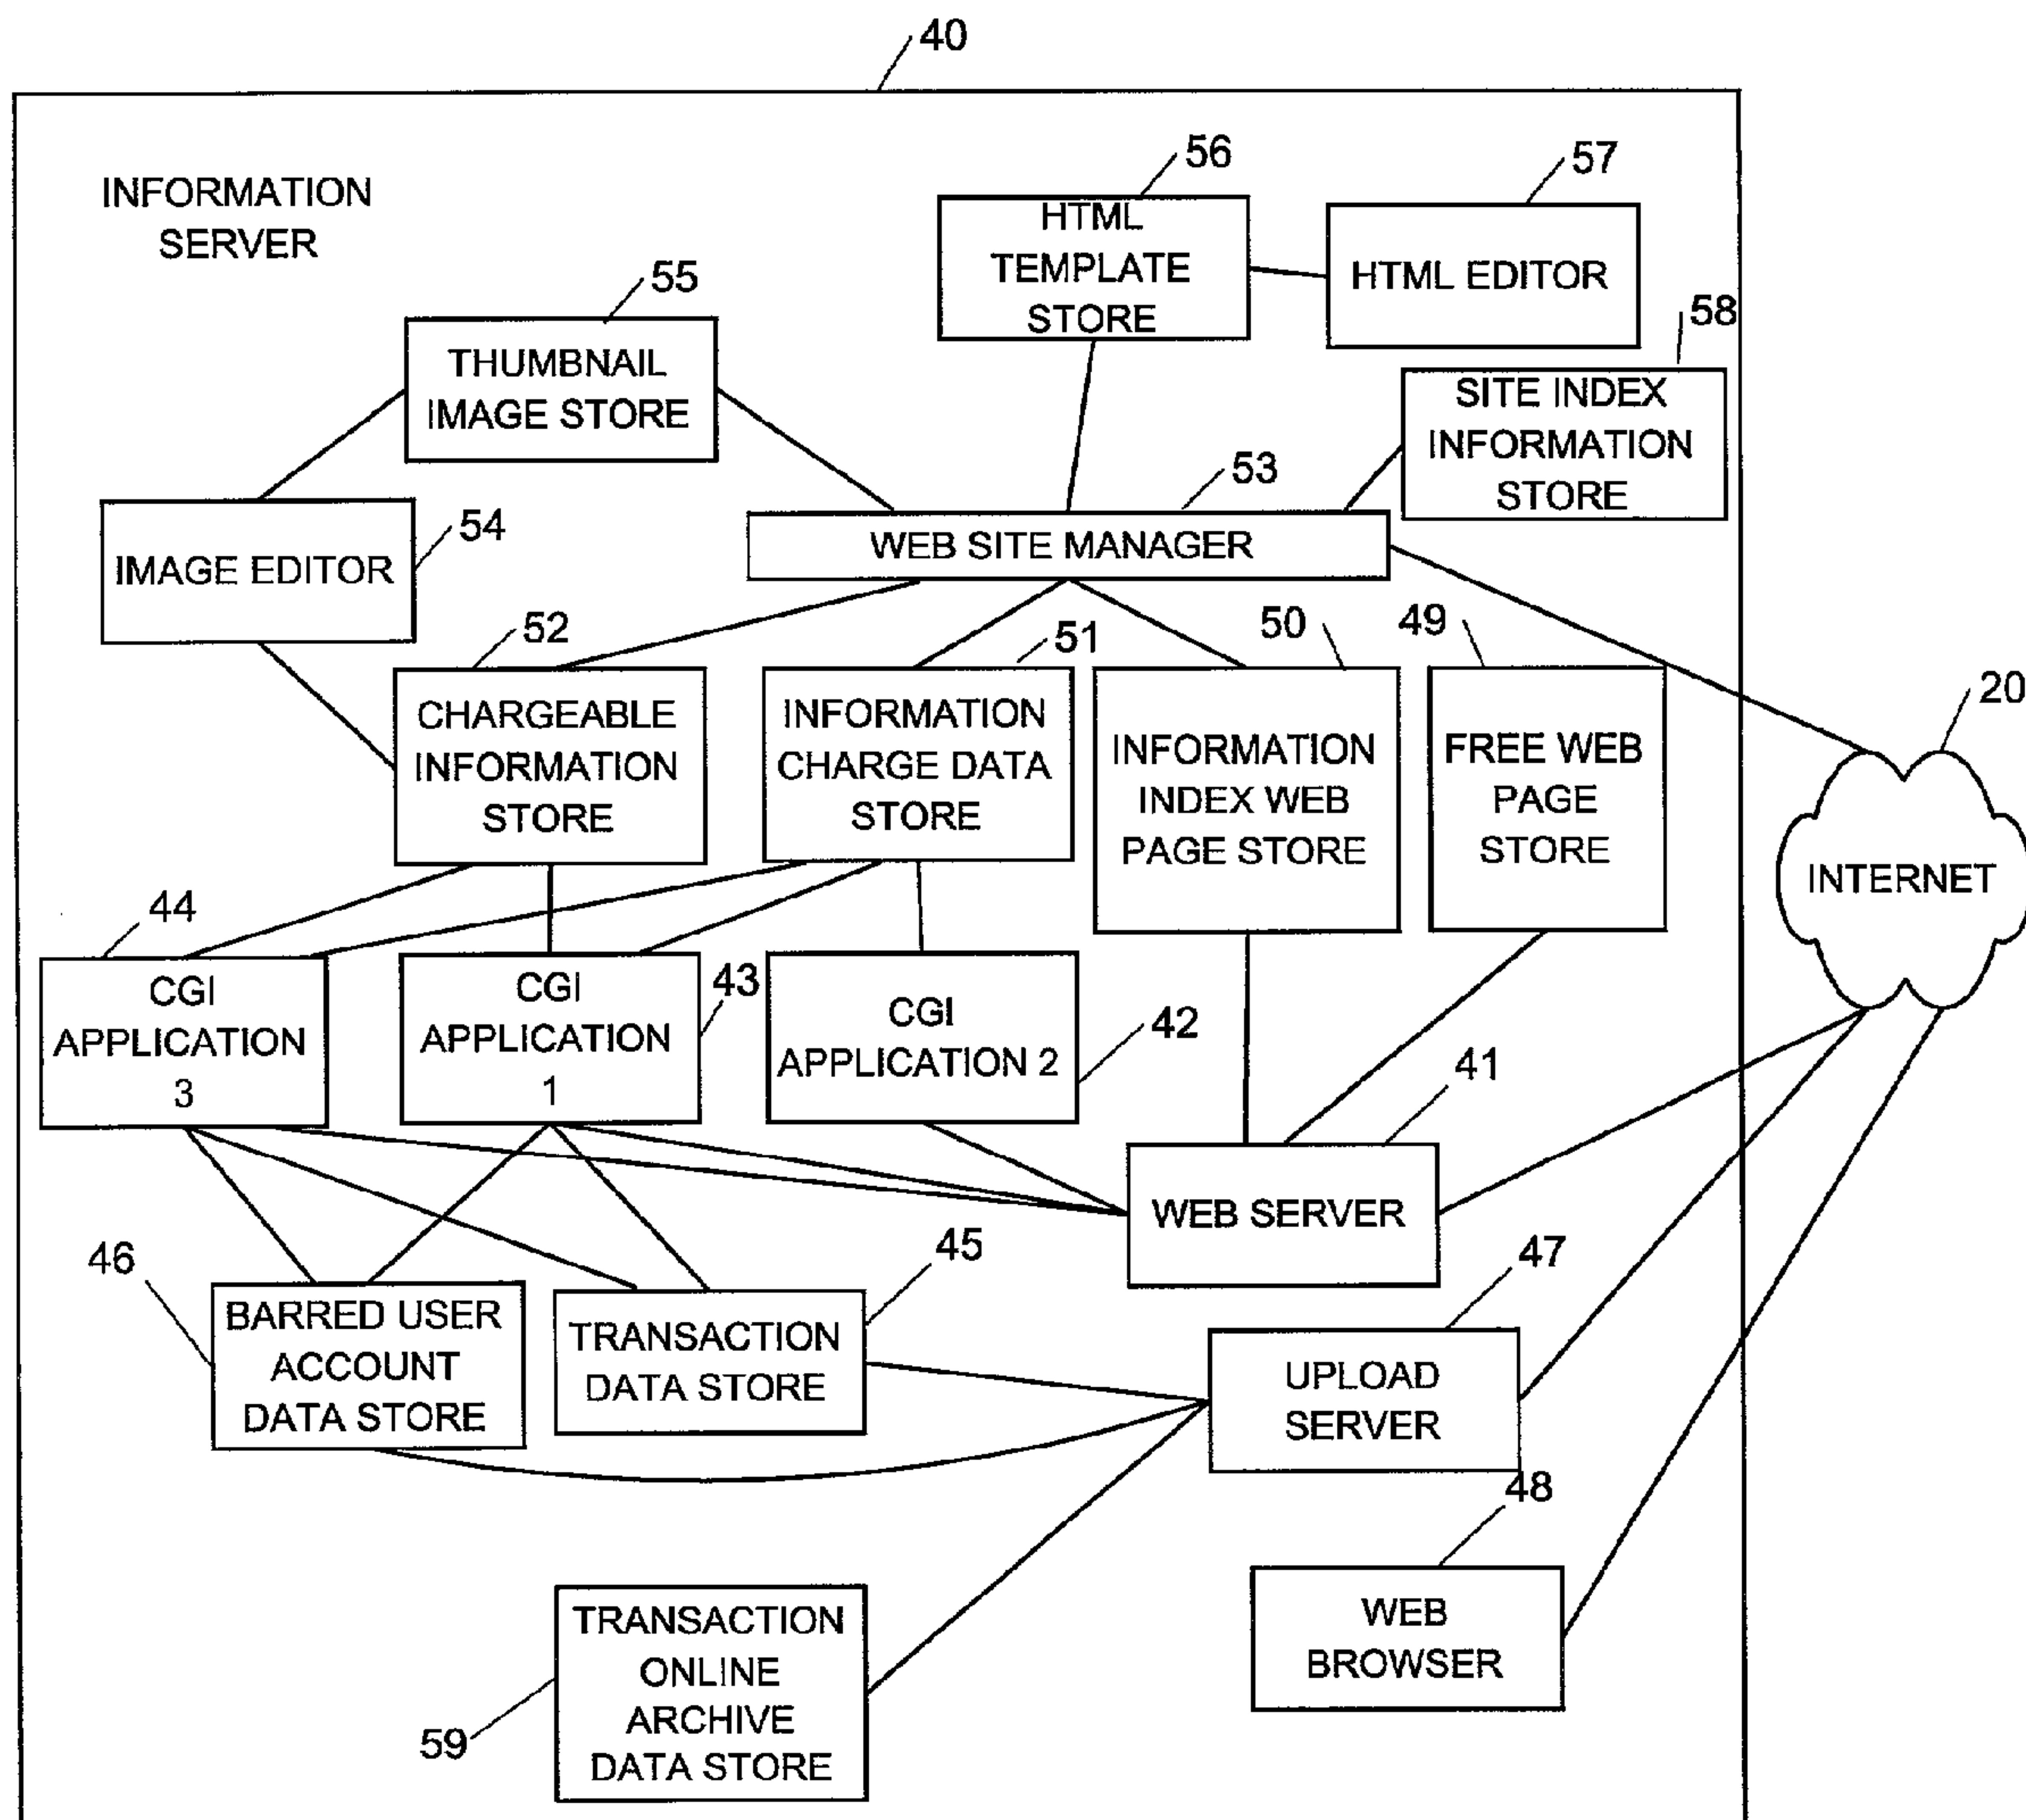 40
INFORMATION
SERVER
56
HTML
TEMPLATE
STORE
57
HTML EDITOR
55
THUMBNAIL
IMAGE STORE
58
SITE INDEX
INFORMATION
STORE
54
IMAGE EDITOR
53
WEB SITE MANAGER
52
CHARGEABLE
INFORMATION
STORE
51
INFORMATION
CHARGE DATA
STORE
50
INFORMATION
INDEX WEB
PAGE STORE
49
FREE WEB
PAGE
STORE
20
INTERNET
44
CGI
APPLICATION
3
CGI
APPLICATION
1
43
CGI
APPLICATION 2
42
41
WEB SERVER
46
BARRED USER
ACCOUNT
DATA STORE
45
TRANSACTION
DATA STORE
47
UPLOAD
SERVER
48
WEB
BROWSER
59
TRANSACTION
ONLINE
ARCHIVE
DATA STORE